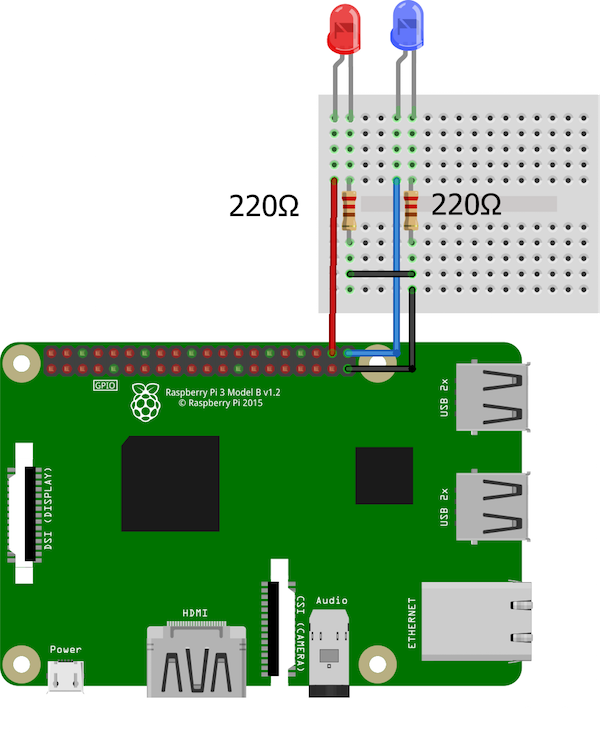 220Ω
220Ω
GPIO
Raspberry Pi 3 Model B v1.2
© Raspberry Pi 2015
USB 2x
DSI (DISPLAY)
USB 2x
CSI (CAMERA)
Audio
ETHERNET
HDMI
Power